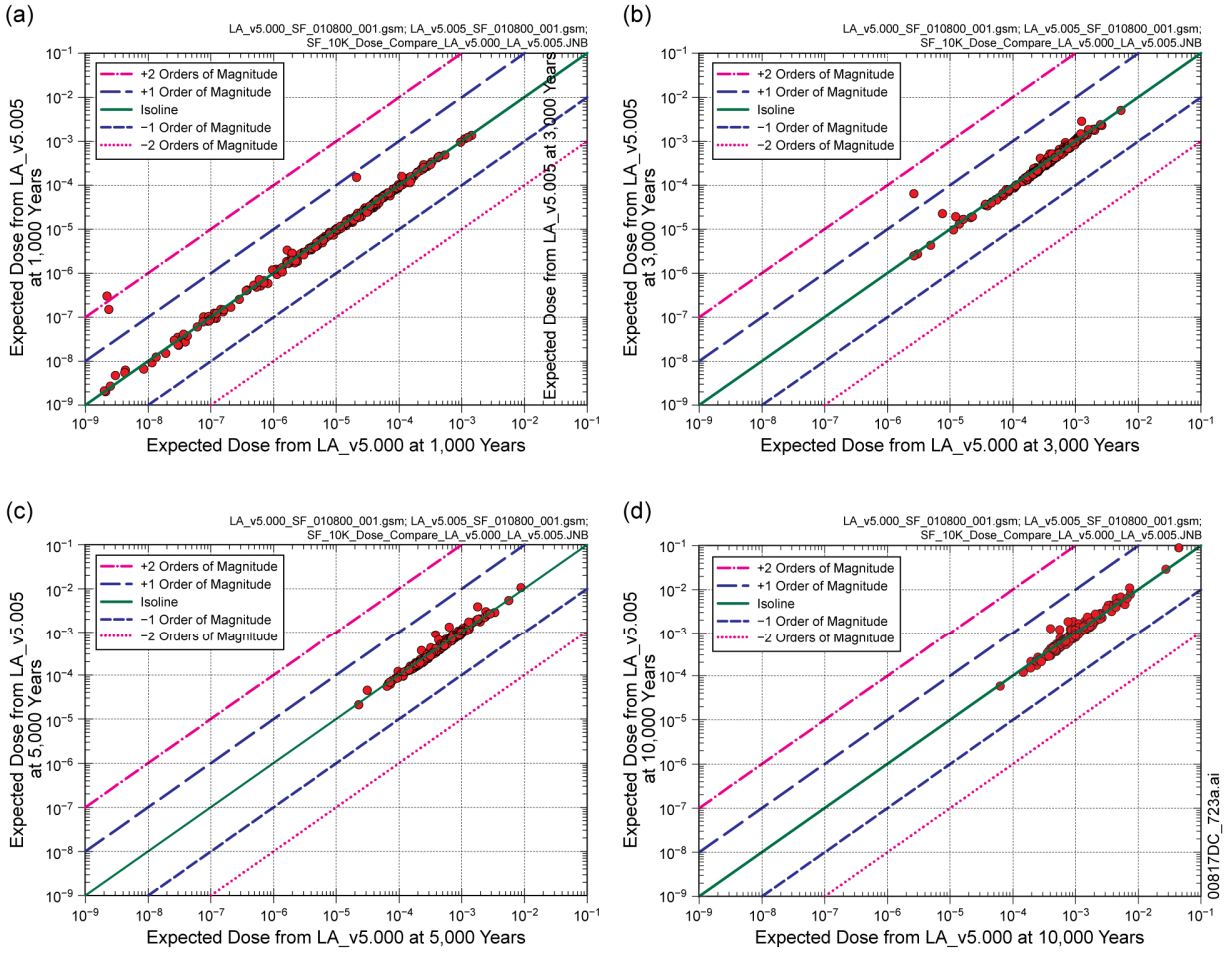 (a)
LA_v5.000_SF_010800_001.gsm; LA_v5.005_SF_010800_001.gsm;
SF_10K_Dose_Compare_LA_v5.000_LA_v5.005.JNB
+2 Orders of Magnitude
+1 Order of Magnitude
Isoline
−1 Order of Magnitude
−2 Orders of Magnitude
10⁻¹
10⁻²
10⁻³
10⁻⁴
10⁻⁵
10⁻⁶
10⁻⁷
10⁻⁸
10⁻⁹
Expected Dose from LA_v5.005
at 1,000 Years
10⁻⁹ 10⁻⁸ 10⁻⁷ 10⁻⁶ 10⁻⁵ 10⁻⁴ 10⁻³ 10⁻² 10⁻¹
Expected Dose from LA_v5.000 at 1,000 Years
Expected Dose from LA_v5.005 at 3,000 Years
(b)
LA_v5.000_SF_010800_001.gsm; LA_v5.005_SF_010800_001.gsm;
SF_10K_Dose_Compare_LA_v5.000_LA_v5.005.JNB
+2 Orders of Magnitude
+1 Order of Magnitude
Isoline
−1 Order of Magnitude
−2 Orders of Magnitude
10⁻¹
10⁻²
10⁻³
10⁻⁴
10⁻⁵
10⁻⁶
10⁻⁷
10⁻⁸
10⁻⁹
Expected Dose from LA_v5.005
at 3,000 Years
10⁻⁹ 10⁻⁸ 10⁻⁷ 10⁻⁶ 10⁻⁵ 10⁻⁴ 10⁻³ 10⁻² 10⁻¹
Expected Dose from LA_v5.000 at 3,000 Years
(c)
LA_v5.000_SF_010800_001.gsm; LA_v5.005_SF_010800_001.gsm;
SF_10K_Dose_Compare_LA_v5.000_LA_v5.005.JNB
+2 Orders of Magnitude
+1 Order of Magnitude
Isoline
−1 Order of Magnitude
−2 Orders of Magnitude
10⁻¹
10⁻²
10⁻³
10⁻⁴
10⁻⁵
10⁻⁶
10⁻⁷
10⁻⁸
10⁻⁹
Expected Dose from LA_v5.005
at 5,000 Years
10⁻⁹ 10⁻⁸ 10⁻⁷ 10⁻⁶ 10⁻⁵ 10⁻⁴ 10⁻³ 10⁻² 10⁻¹
Expected Dose from LA_v5.000 at 5,000 Years
(d)
LA_v5.000_SF_010800_001.gsm; LA_v5.005_SF_010800_001.gsm;
SF_10K_Dose_Compare_LA_v5.000_LA_v5.005.JNB
+2 Orders of Magnitude
+1 Order of Magnitude
Isoline
−1 Order of Magnitude
−2 Orders of Magnitude
10⁻¹
10⁻²
10⁻³
10⁻⁴
10⁻⁵
10⁻⁶
10⁻⁷
10⁻⁸
10⁻⁹
Expected Dose from LA_v5.005
at 10,000 Years
10⁻⁹ 10⁻⁸ 10⁻⁷ 10⁻⁶ 10⁻⁵ 10⁻⁴ 10⁻³ 10⁻² 10⁻¹
Expected Dose from LA_v5.000 at 10,000 Years
00817DC_723a.ai